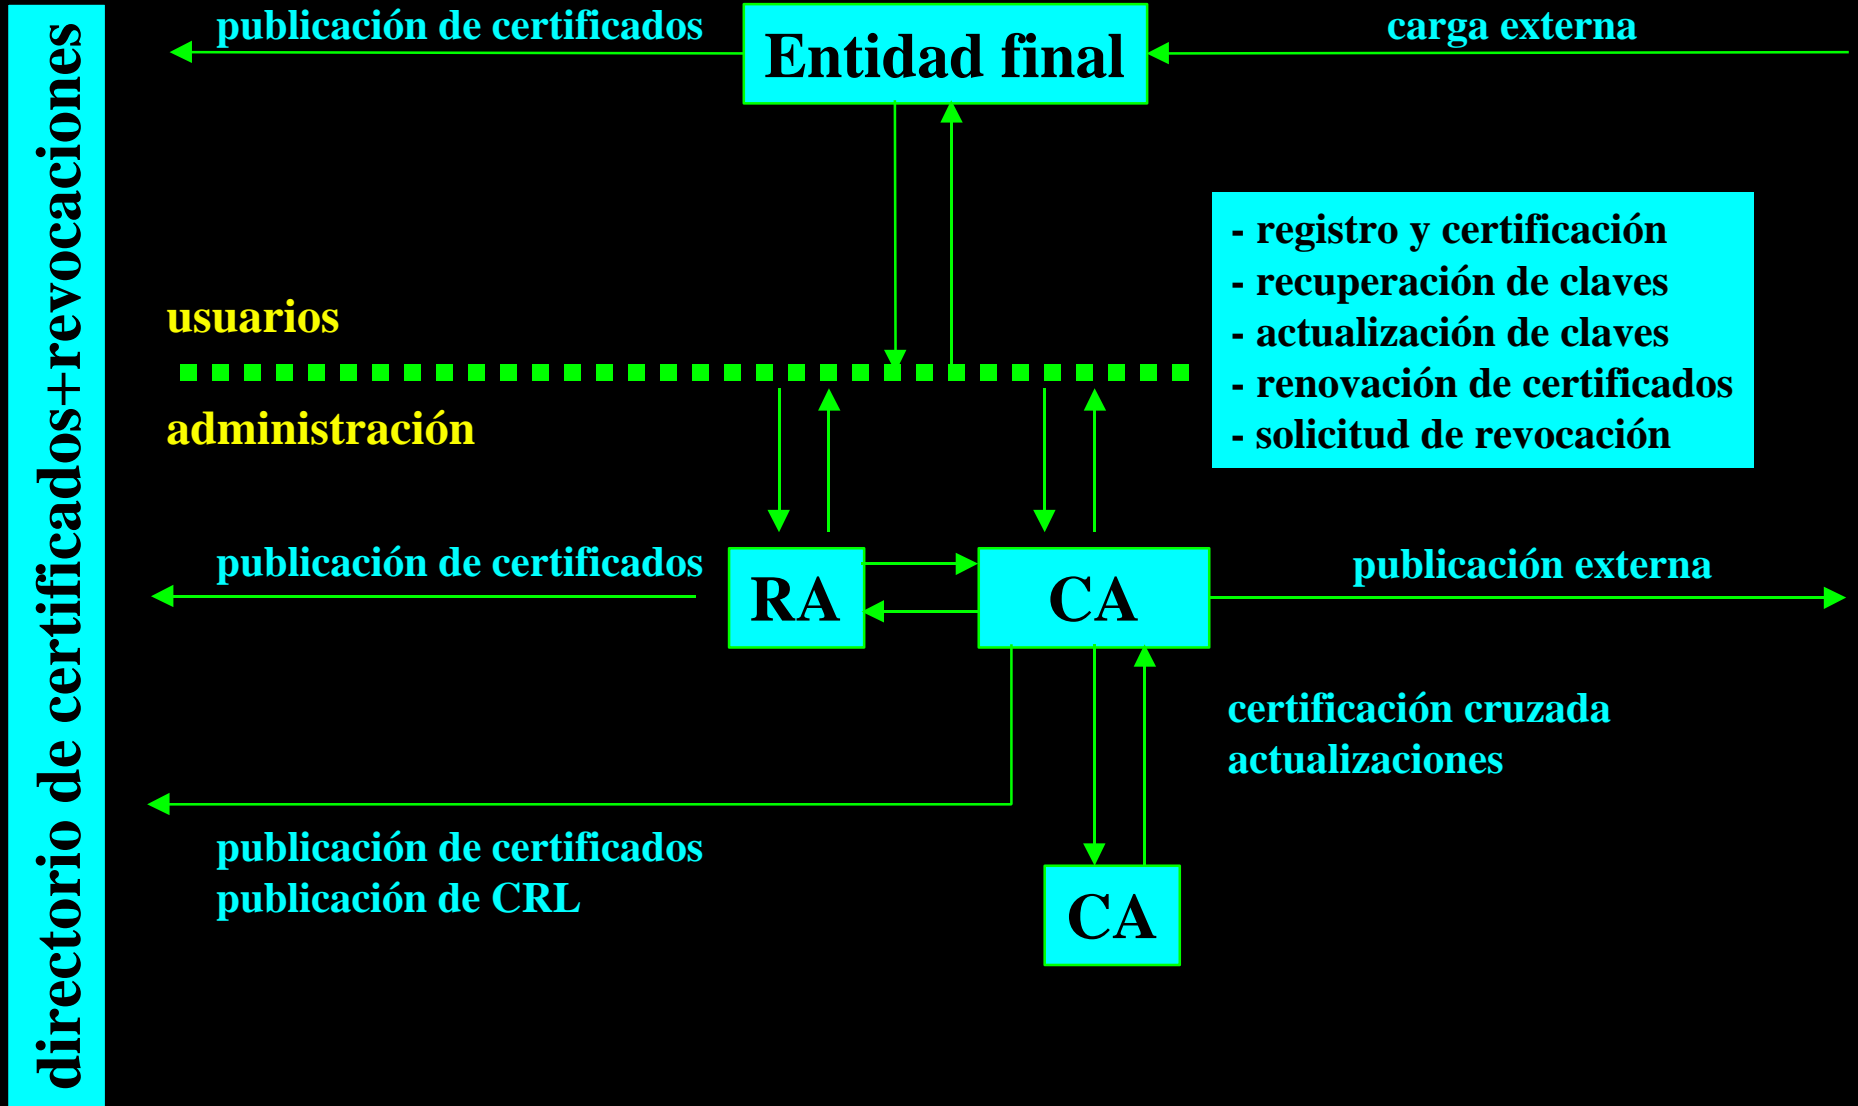 directorio de certificados+revocaciones
publicación de certificados
Entidad final
carga externa
- registro y certificación
- recuperación de claves
- actualización de claves
- renovación de certificados
- solicitud de revocación
usuarios
administración
publicación de certificados
RA
CA
publicación externa
certificación cruzada
actualizaciones
publicación de certificados
publicación de CRL
CA